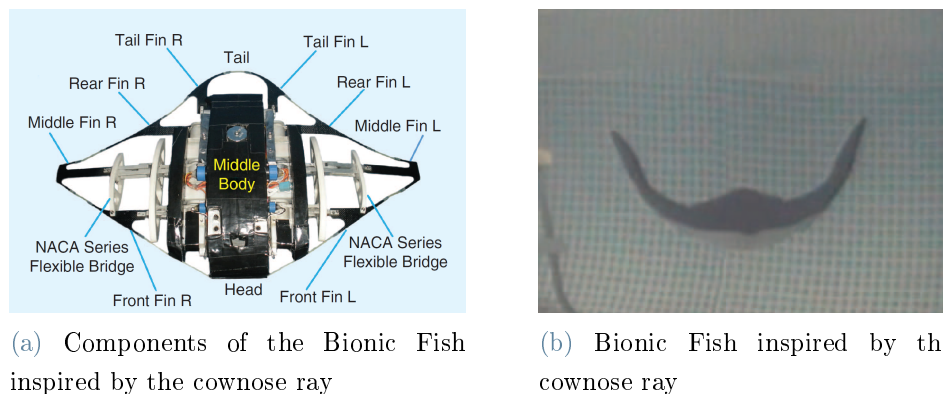 Tail Fin R
Tail Fin L
Tail
Rear Fin R
Rear Fin L
Middle Fin R
Middle Fin L
Middle
Body
NACA Series
Flexible Bridge
NACA Series
Flexible Bridge
Head
Front Fin R
Front Fin L
(a) Components of the Bionic Fish
inspired by the cownose ray
(b) Bionic Fish inspired by th
cownose ray